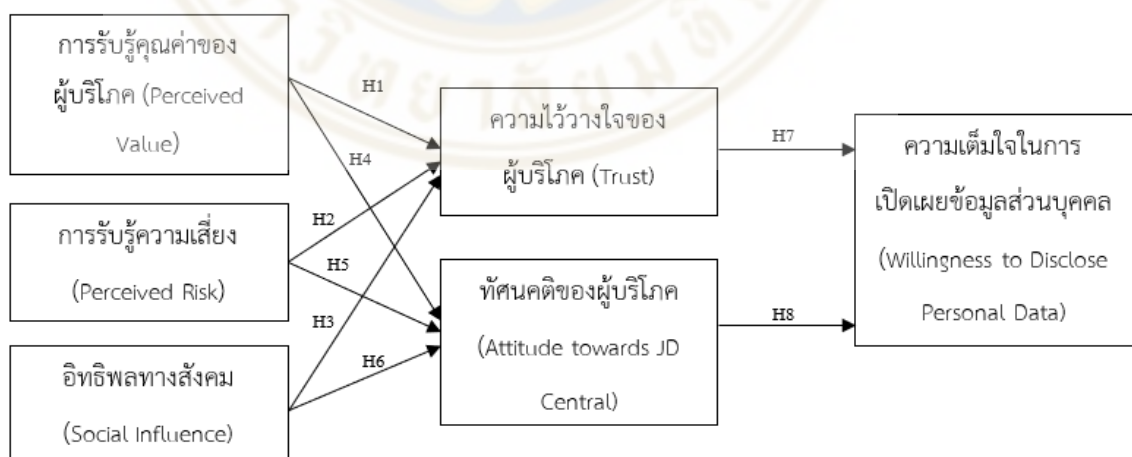 การรับรู้คุณค่าของ
ผู้บริโภค (Perceived
Value)
การรับรู้ความเสี่ยง
(Perceived Risk)
อิทธิพลทางสังคม
(Social Influence)
H1
H4
H2
H5
H3
H6
ความไว้วางใจของ
ผู้บริโภค (Trust)
ทัศนคติของผู้บริโภค
(Attitude towards JD
Central)
H7
H8
ความเต็มใจในการ
เปิดเผยข้อมูลส่วนบุคคล
(Willingness to Disclose
Personal Data)